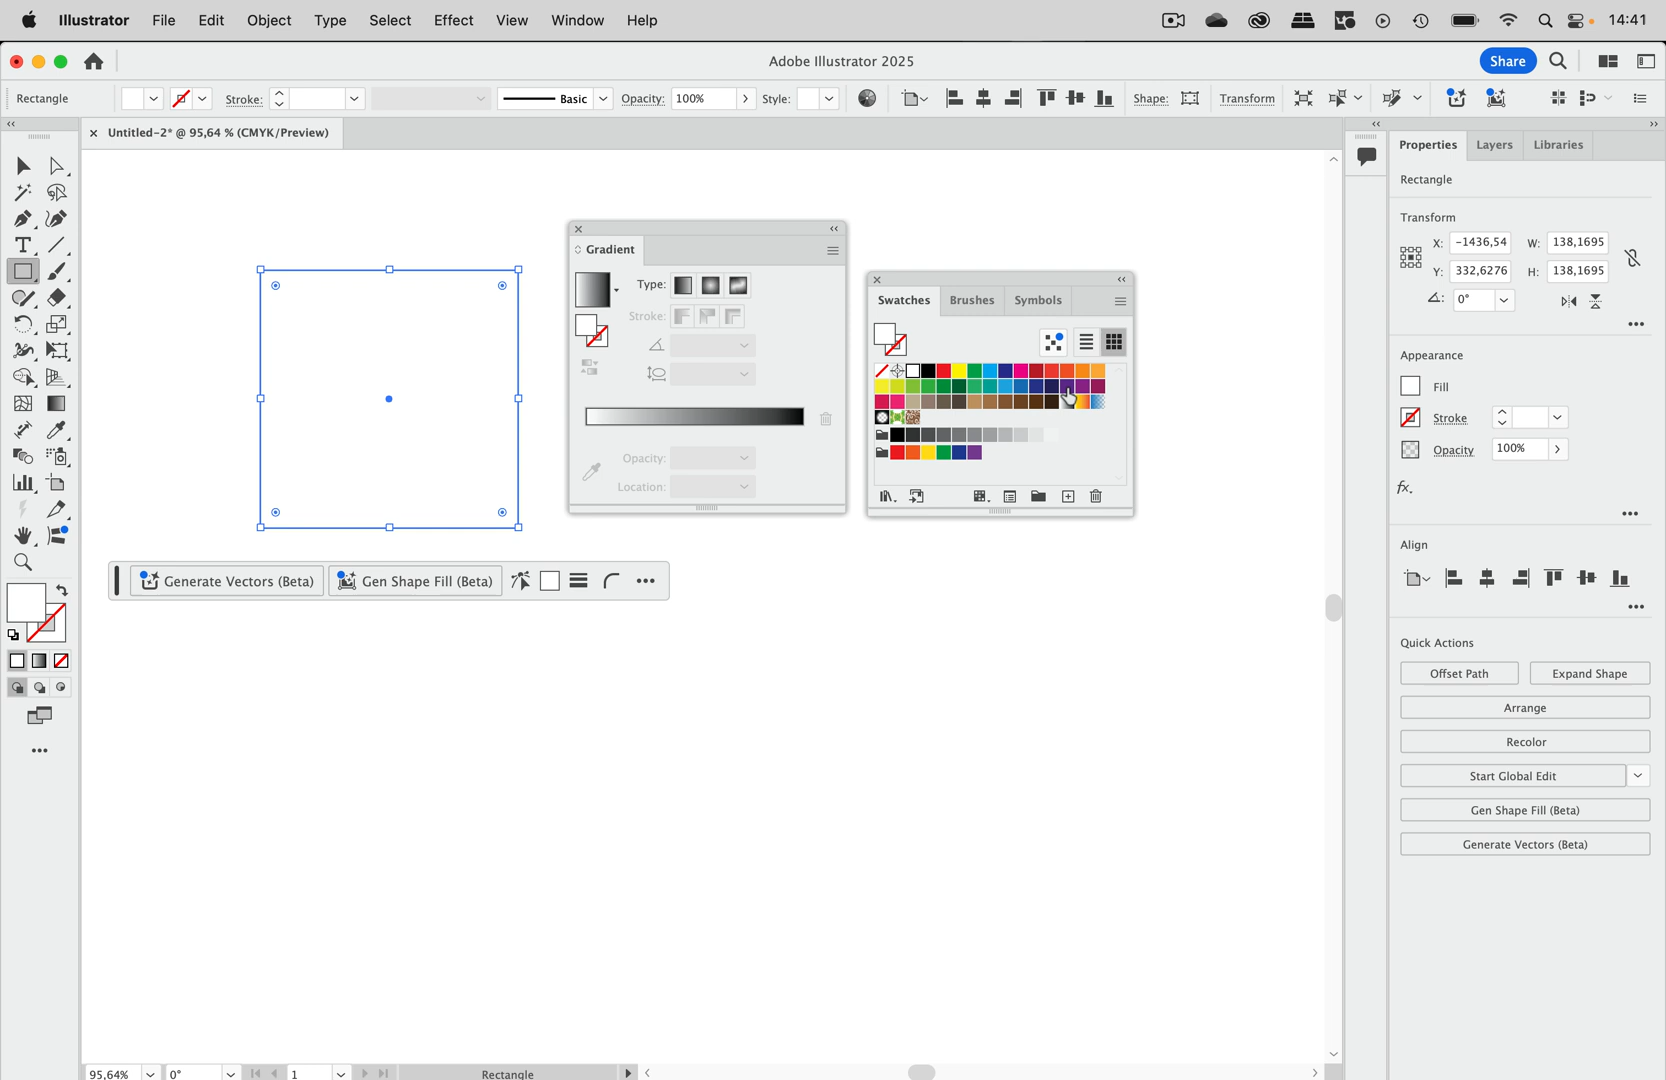 Illustrator File Edit Object Type Select Effect View Window Help 14:41
Adobe Illustrator 2025 Share
Rectangle Stroke: Basic Opacity: 100% Style: Shape: Transform
Untitled-2* @ 95,64 % (CMYK/Preview)
Gradient
Type:
Stroke:
Opacity:
Location:
Swatches Brushes Symbols
Generate Vectors (Beta) Gen Shape Fill (Beta)
Properties Layers Libraries
Rectangle
Transform
X: -1436,54 W: 138,1695
Y: 332,6276 H: 138,1695
0°
Appearance
Fill
Stroke
Opacity 100%
fx.
Align
Quick Actions
Offset Path Expand Shape
Arrange
Recolor
Start Global Edit
Gen Shape Fill (Beta)
Generate Vectors (Beta)
95,64% 0° 1 Rectangle